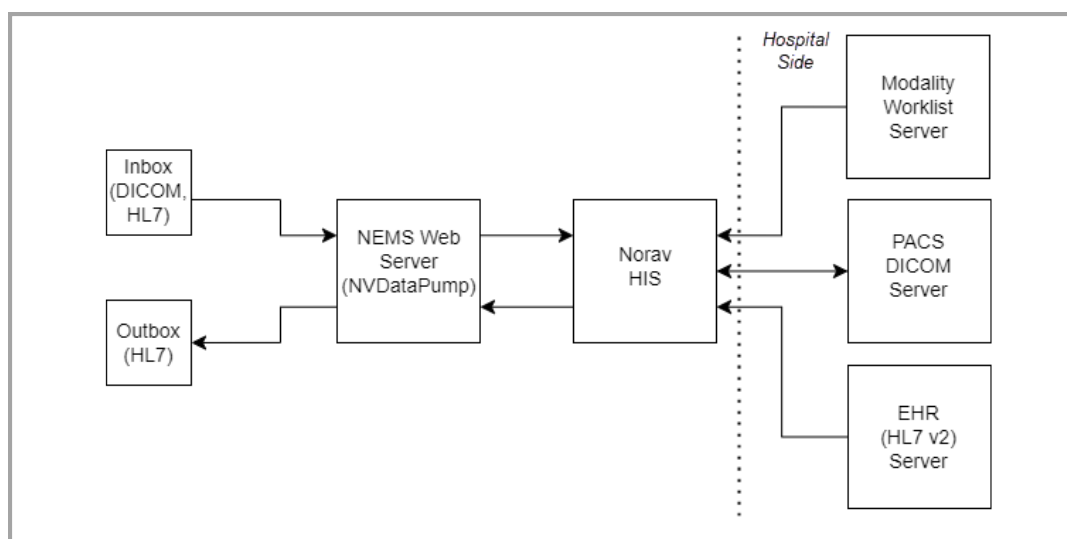 Hospital
Side
Modality
Worklist
Server
Inbox
(DICOM,
HL7)
NEMS Web
Server
(NVDataPump)
Norav
HIS
PACS
DICOM
Server
Outbox
(HL7)
EHR
(HL7 v2)
Server